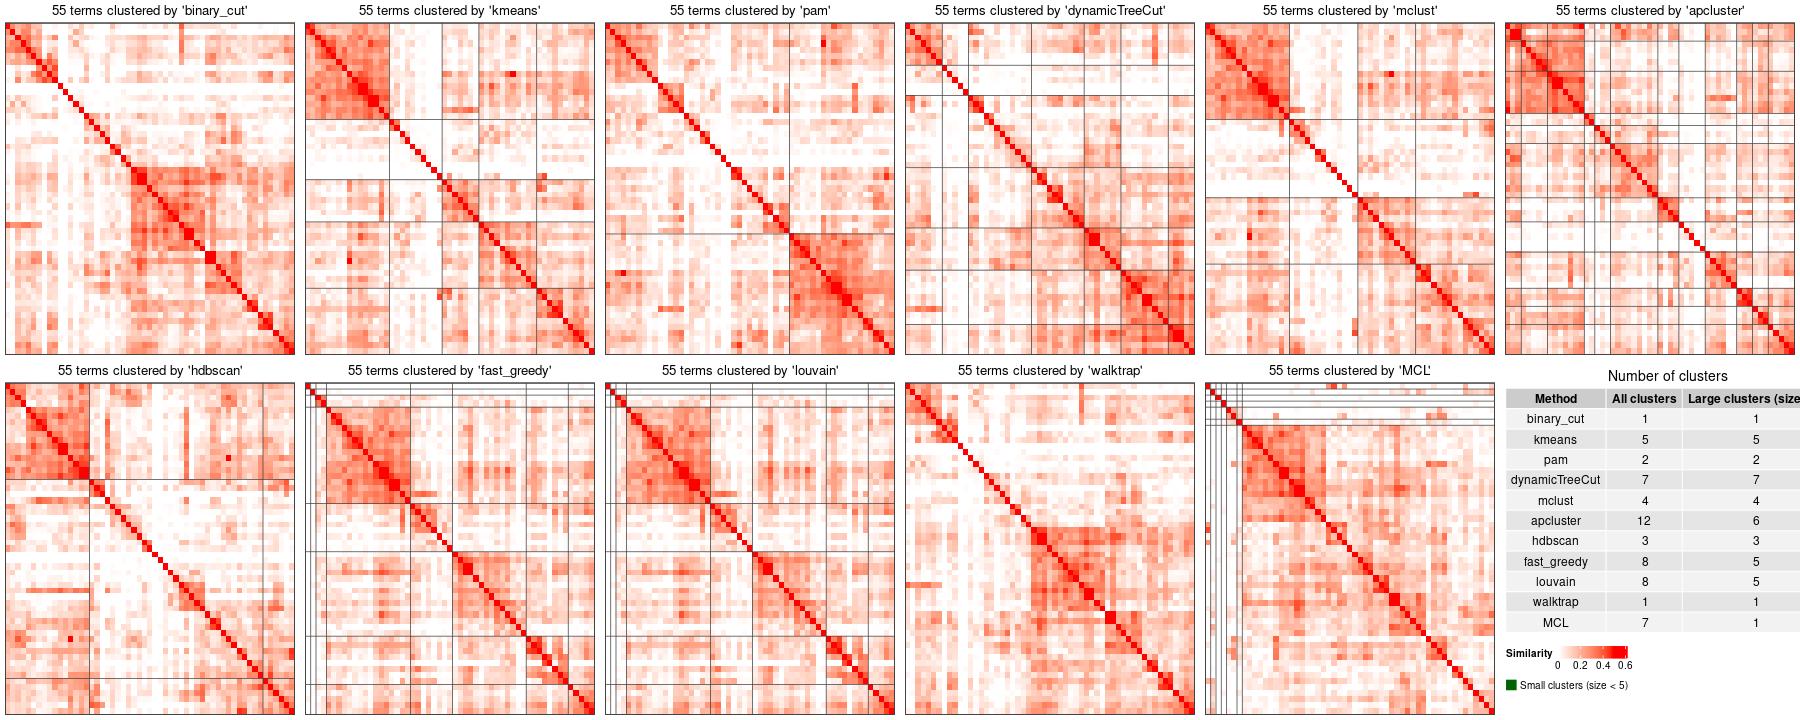 55 terms clustered by 'binary_cut'
55 terms clustered by 'kmeans'
55 terms clustered by 'pam'
55 terms clustered by 'dynamicTreeCut'
55 terms clustered by 'mclust'
55 terms clustered by 'apcluster'
55 terms clustered by 'hdbscan'
55 terms clustered by 'fast_greedy'
55 terms clustered by 'louvain'
55 terms clustered by 'walktrap'
55 terms clustered by 'MCL'
Number of clusters
Method All clusters Large clusters (size
binary_cut 1 1
kmeans 5 5
pam 2 2
dynamicTreeCut 7 7
mclust 4 4
apcluster 12 6
hdbscan 3 3
fast_greedy 8 5
louvain 8 5
walktrap 1 1
MCL 7 1
Similarity
0 0.2 0.4 0.6
Small clusters (size < 5)